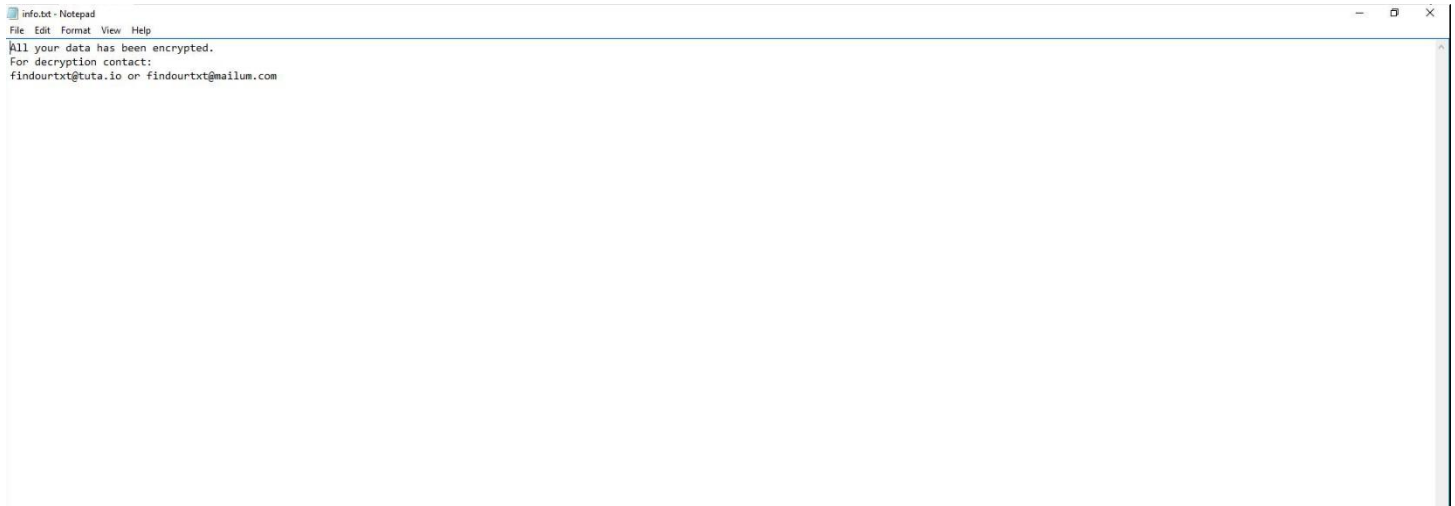 info.txt - Notepad
File Edit Format View Help
All your data has been encrypted.
For decryption contact:
findourtxt@tuta.io or findourtxt@mailum.com